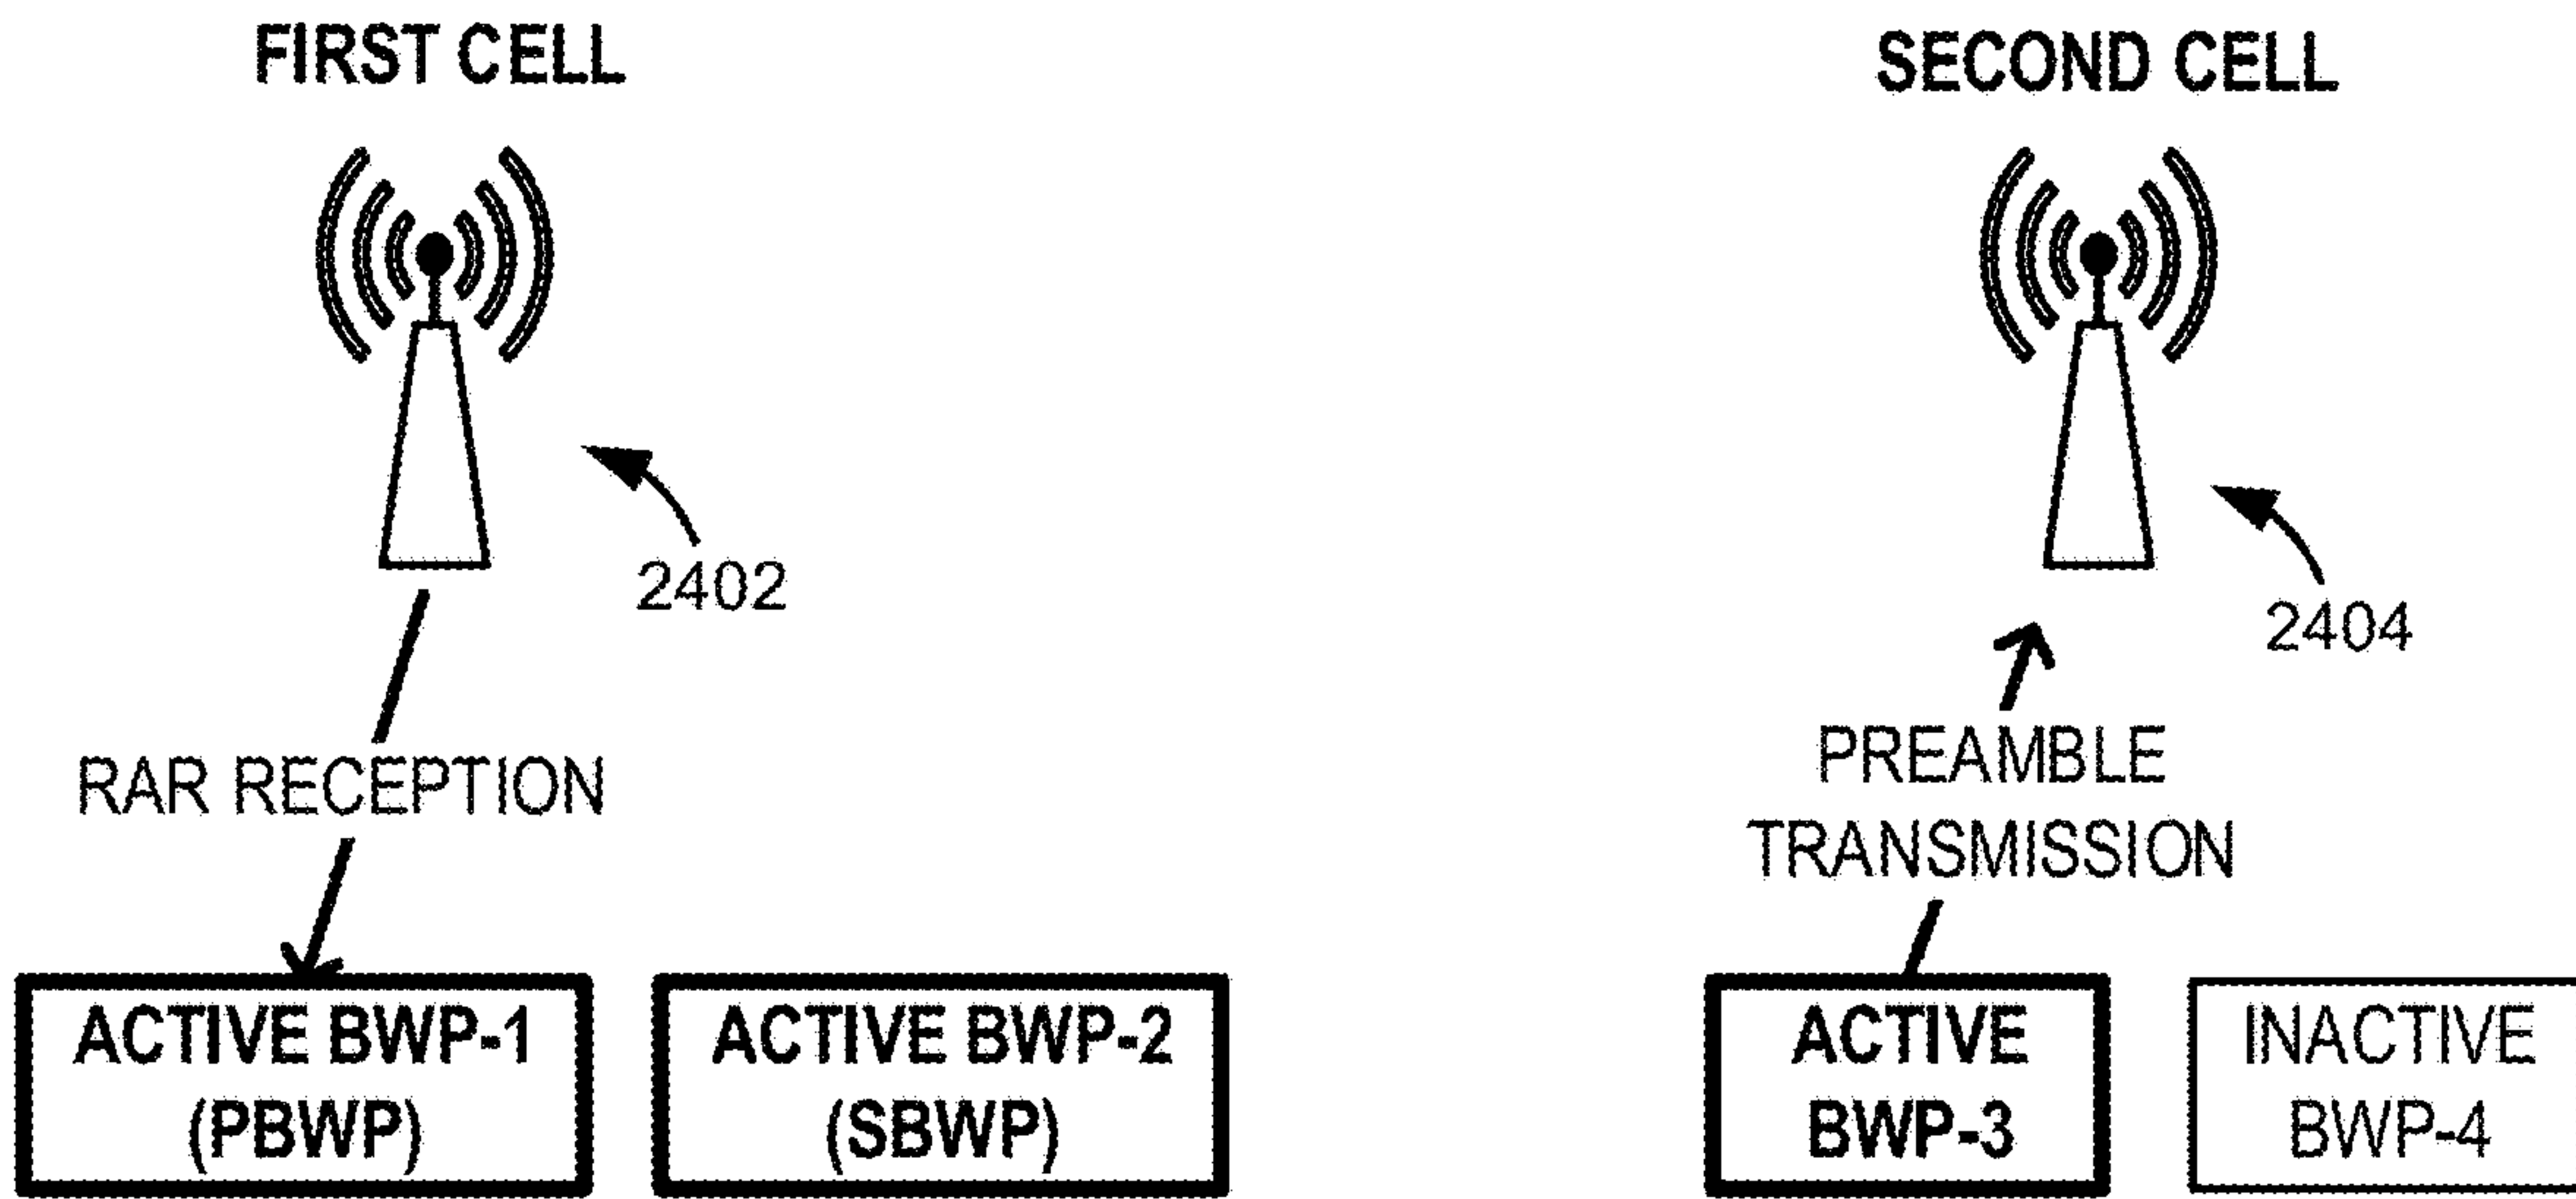 FIRST CELL
SECOND CELL
2402
2404
RAR RECEPTION
PREAMBLE
TRANSMISSION
ACTIVE BWP-1
(PBWP)
ACTIVE BWP-2
(SBWP)
ACTIVE
BWP-3
INACTIVE
BWP-4